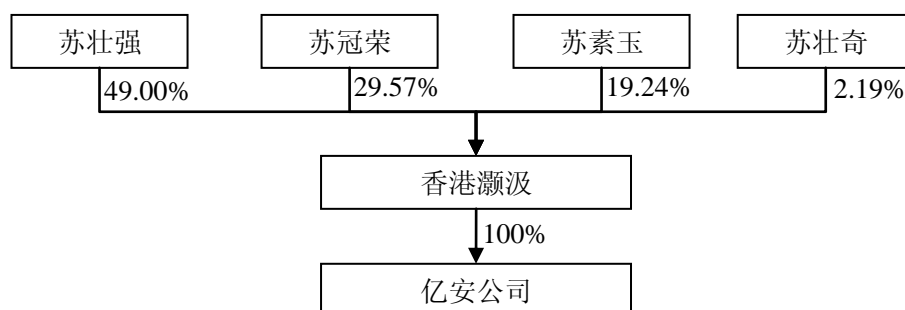 苏壮强 苏冠荣 苏素玉 苏壮奇
49.00% 29.57% 19.24% 2.19%
香港灏汲
100%
亿安公司